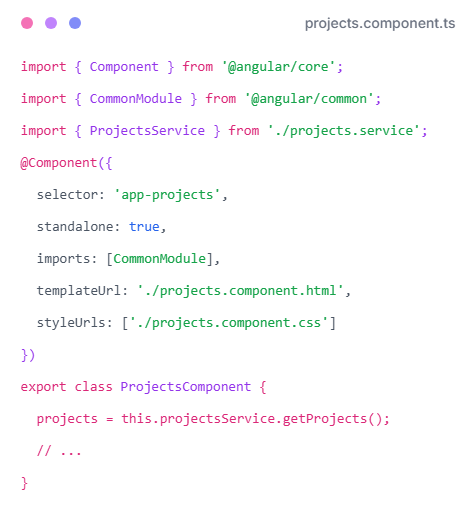 projects.component.ts
import { Component } from '@angular/core';
import { CommonModule } from '@angular/common';
import { ProjectsService } from './projects.service';
@Component({
  selector: 'app-projects',
  standalone: true,
  imports: [CommonModule],
  templateUrl: './projects.component.html',
  styleUrls: ['./projects.component.css']
})
export class ProjectsComponent {
  projects = this.projectsService.getProjects();
  // ...
}